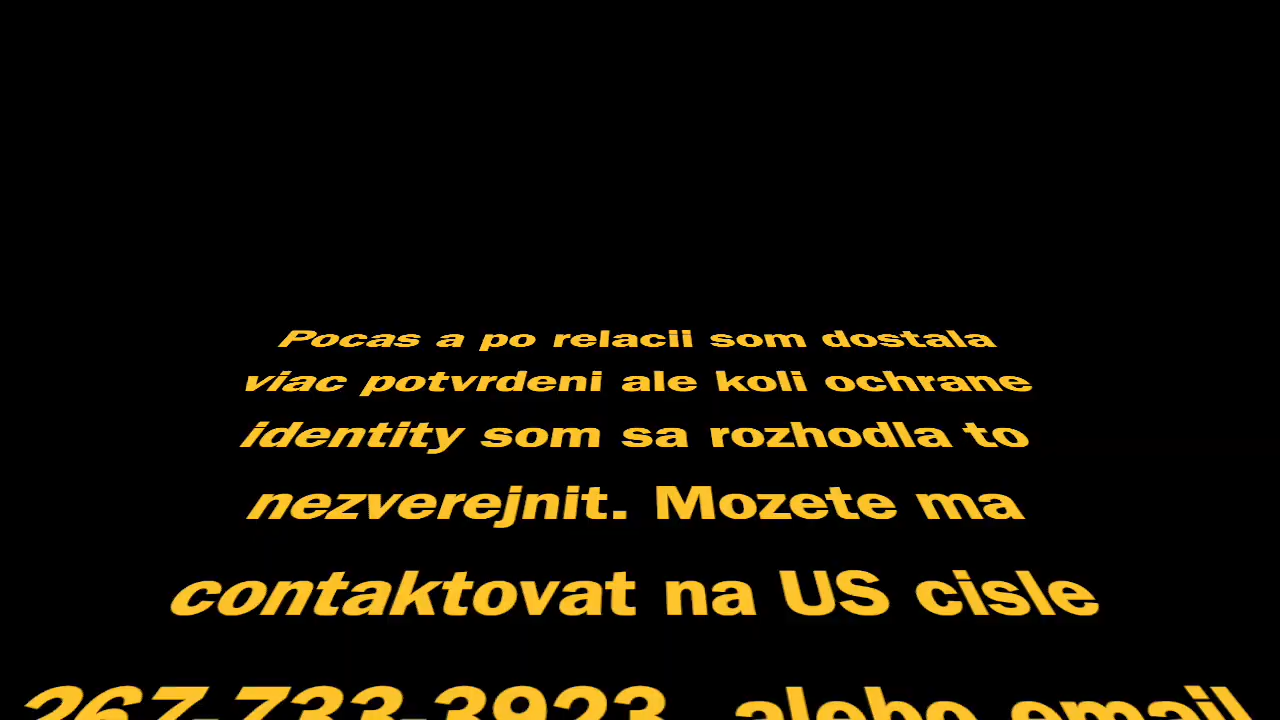 Pocas a po relacii som dostala
viac potvrdeni ale koli ochrane
identity som sa rozhodla to
nezverejnit. Mozete ma
contaktovat na US cisle
267-733-3923, alebo email